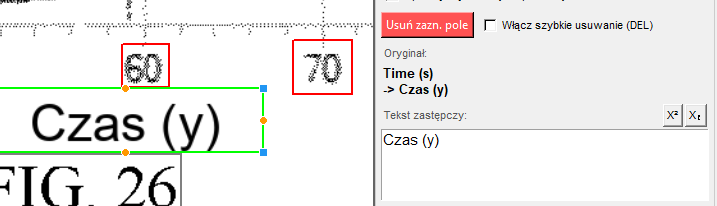 60
70
Czas (y)
FIG. 26
Usuń zazn. pole
Włącz szybkie usuwanie (DEL)
Oryginał:
Time (s)
-> Czas (y)
Tekst zastępczy:
X²
Xₜ
Czas (y)